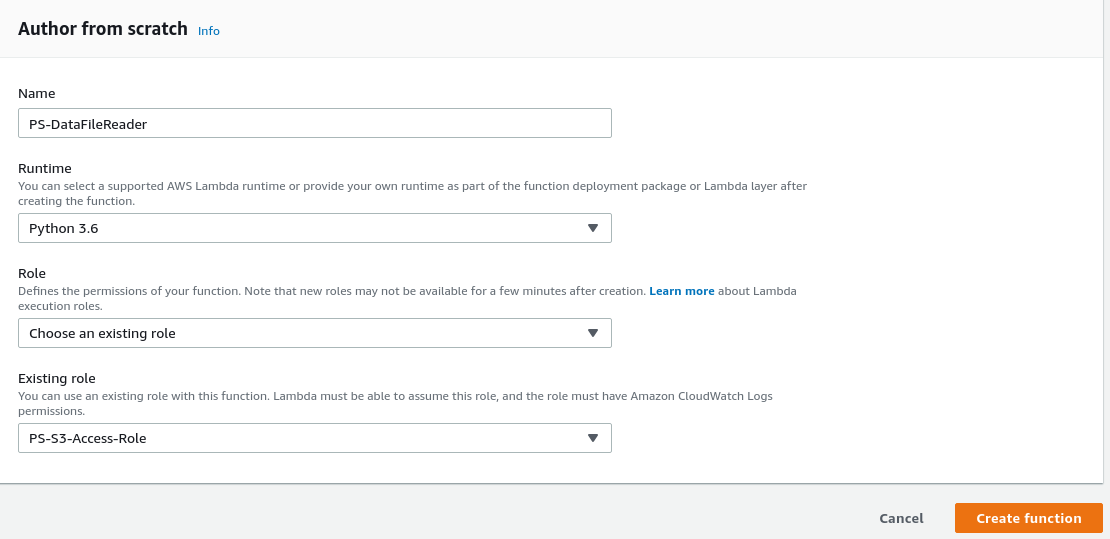 Author from scratch Info
Name
PS-DataFileReader
Runtime
You can select a supported AWS Lambda runtime or provide your own runtime as part of the function deployment package or Lambda layer after
creating the function.
Python 3.6
Role
Defines the permissions of your function. Note that new roles may not be available for a few minutes after creation. Learn more about Lambda
execution roles.
Choose an existing role
Existing role
You can use an existing role with this function. Lambda must be able to assume this role, and the role must have Amazon CloudWatch Logs
permissions.
PS-S3-Access-Role
Cancel Create function